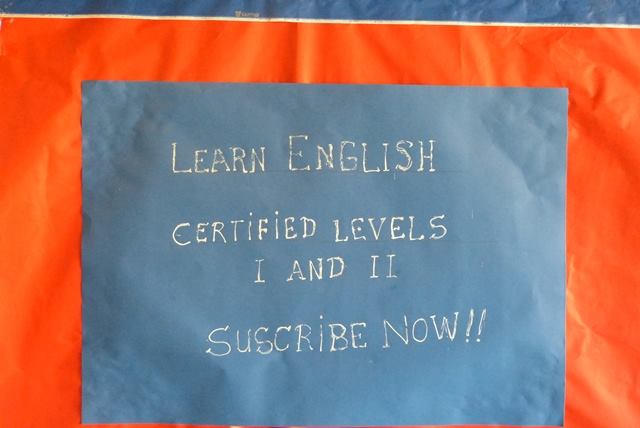 LEARN ENGLISH
CERTIFIED LEVELS
I AND II
SUSCRIBE NOW!!